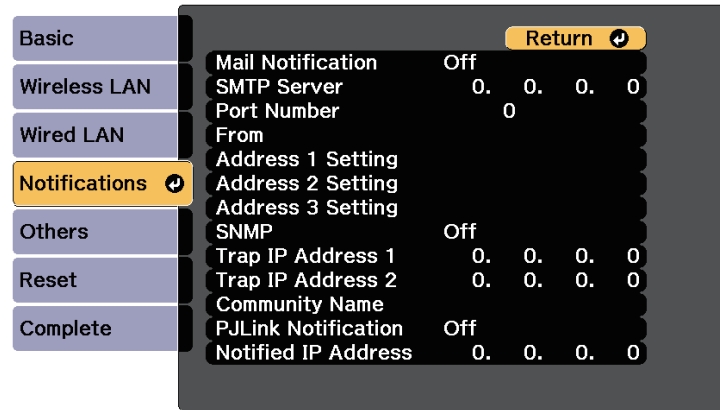 Basic
Wireless LAN
Wired LAN
Notifications
Others
Reset
Complete
Return
Mail Notification Off
SMTP Server 0. 0. 0. 0
Port Number 0
From
Address 1 Setting
Address 2 Setting
Address 3 Setting
SNMP Off
Trap IP Address 1 0. 0. 0. 0
Trap IP Address 2 0. 0. 0. 0
Community Name
PJLink Notification Off
Notified IP Address 0. 0. 0. 0